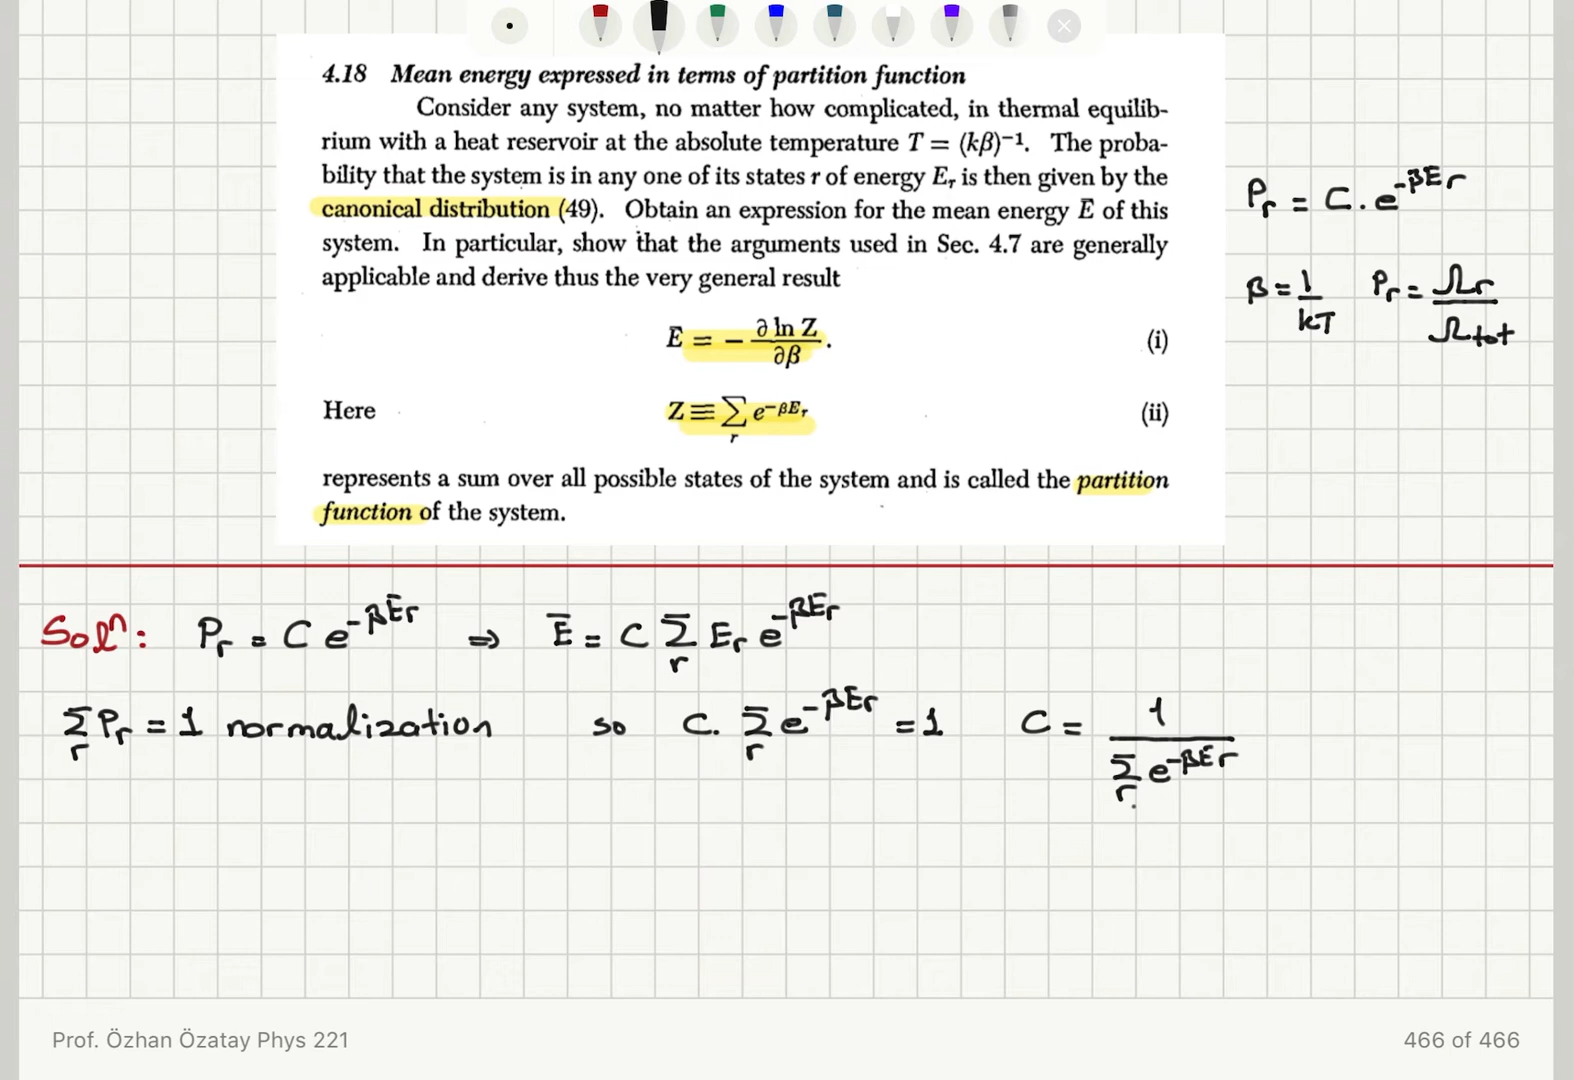 4.18 Mean energy expressed in terms of partition function
Consider any system, no matter how complicated, in thermal equilib-
rium with a heat reservoir at the absolute temperature T = (kβ)⁻¹. The proba-
bility that the system is in any one of its states r of energy Eᵣ is then given by the
canonical distribution (49). Obtain an expression for the mean energy Ē of this
system. In particular, show that the arguments used in Sec. 4.7 are generally
applicable and derive thus the very general result
Ē = − ∂ ln Z / ∂β . (i)
Here Z ≡ ∑ᵣ e^(−βEᵣ) (ii)
represents a sum over all possible states of the system and is called the partition
function of the system.
Pᵣ = C . e^(−βEᵣ)
β = 1/kT Pᵣ = Ωᵣ/Ωtot
Solⁿ: Pᵣ = C e^(−βEᵣ) ⇒ Ē = C ∑ᵣ Eᵣ e^(−βEᵣ)
∑ᵣ Pᵣ = 1 normalization so C. ∑ᵣ e^(−βEᵣ) = 1 C = 1 / ∑ᵣ e^(−βEᵣ)
Prof. Özhan Özatay Phys 221
466 of 466